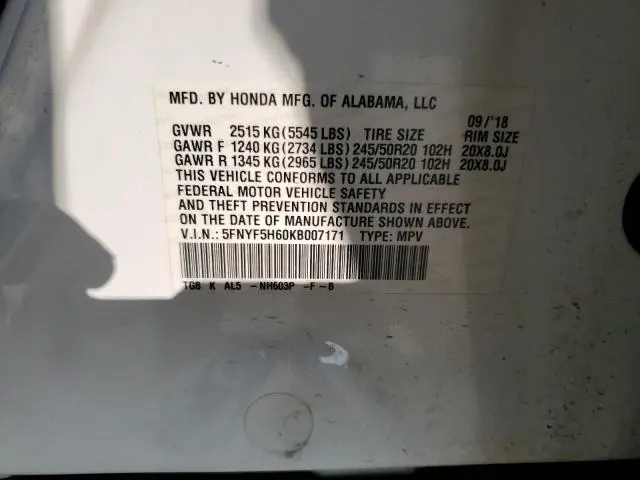 MFD. BY HONDA MFG. OF ALABAMA, LLC
09/'18
GVWR 2515 KG (5545 LBS) TIRE SIZE RIM SIZE
GAWR F 1240 KG (2734 LBS) 245/50R20 102H 20X8.0J
GAWR R 1345 KG (2965 LBS) 245/50R20 102H 20X8.0J
THIS VEHICLE CONFORMS TO ALL APPLICABLE
FEDERAL MOTOR VEHICLE SAFETY
AND THEFT PREVENTION STANDARDS IN EFFECT
ON THE DATE OF MANUFACTURE SHOWN ABOVE.
V.I.N.: 5FNYF5H60KB007171 TYPE: MPV
TG8 K AL5 -NH603P -F-B